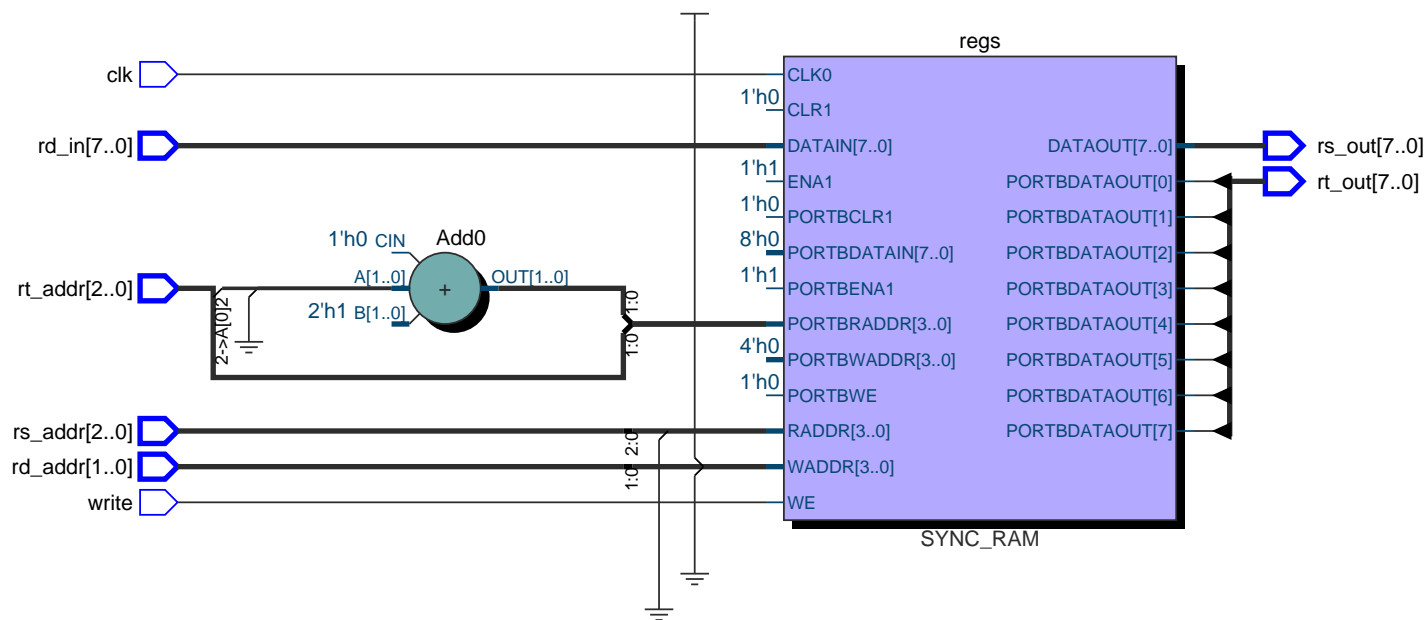 regs
clk
CLK0
1'h0
CLR1
rd_in[7..0]
DATAIN[7..0]
DATAOUT[7..0]
rs_out[7..0]
1'h1
ENA1
PORTBDATAOUT[0]
rt_out[7..0]
1'h0
PORTBCLR1
PORTBDATAOUT[1]
1'h0 CIN
Add0
8'h0
PORTBDATAIN[7..0]
PORTBDATAOUT[2]
rt_addr[2..0]
A[1..0]
OUT[1..0]
+
1'h1
PORTBENA1
PORTBDATAOUT[3]
2'h1 B[1..0]
2->A[0]2
1:0
1:0
PORTBRADDR[3..0]
PORTBDATAOUT[4]
4'h0
PORTBWADDR[3..0]
PORTBDATAOUT[5]
1'h0
PORTBWE
PORTBDATAOUT[6]
rs_addr[2..0]
2:0
RADDR[3..0]
PORTBDATAOUT[7]
rd_addr[1..0]
1:0
WADDR[3..0]
write
WE
SYNC_RAM